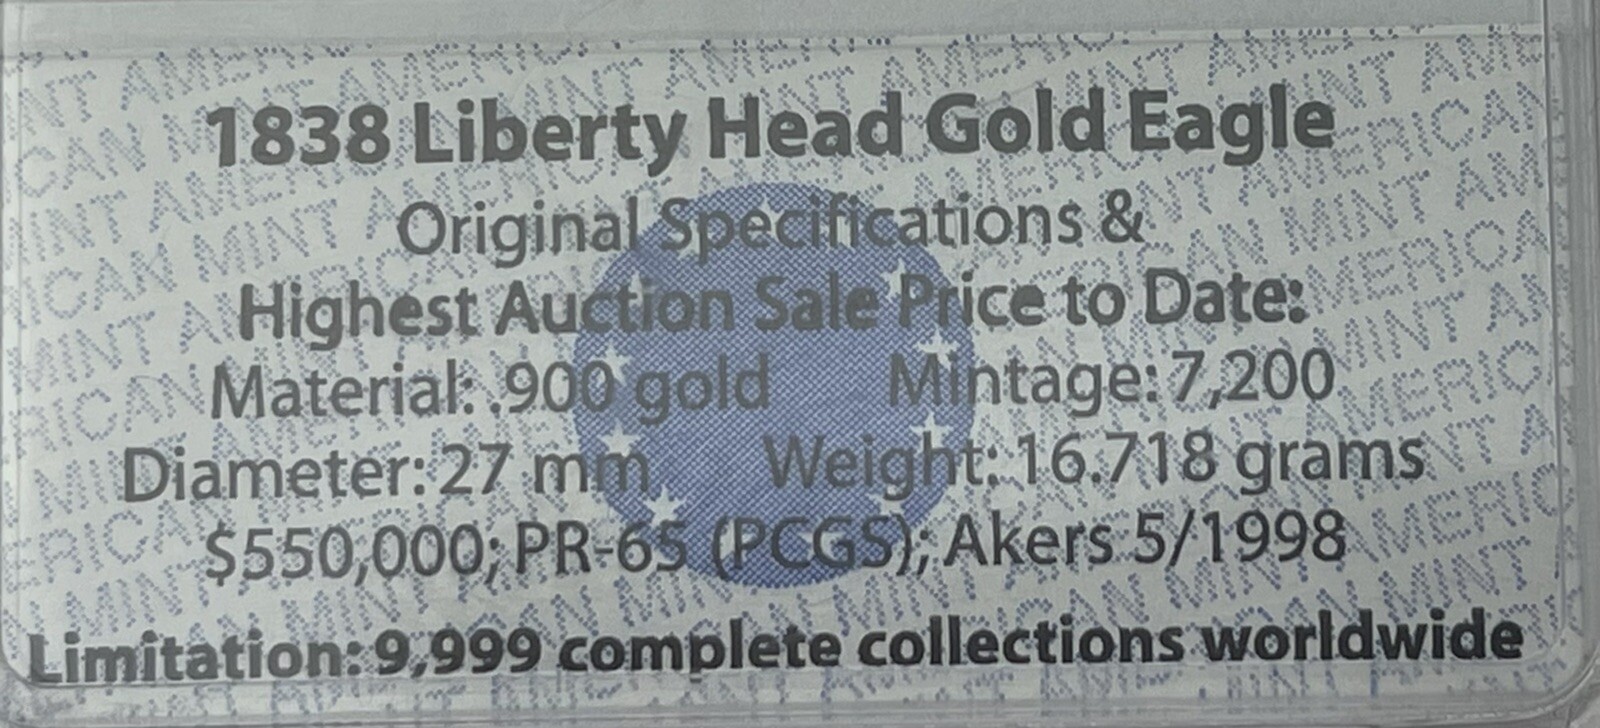 1838 Liberty Head Gold Eagle
Original Specifications &
Highest Auction Sale Price to Date:
Material: .900 gold Mintage: 7,200
Diameter: 27 mm Weight: 16.718 grams
$550,000; PR-65 (PCGS); Akers 5/1998
Limitation: 9,999 complete collections worldwide